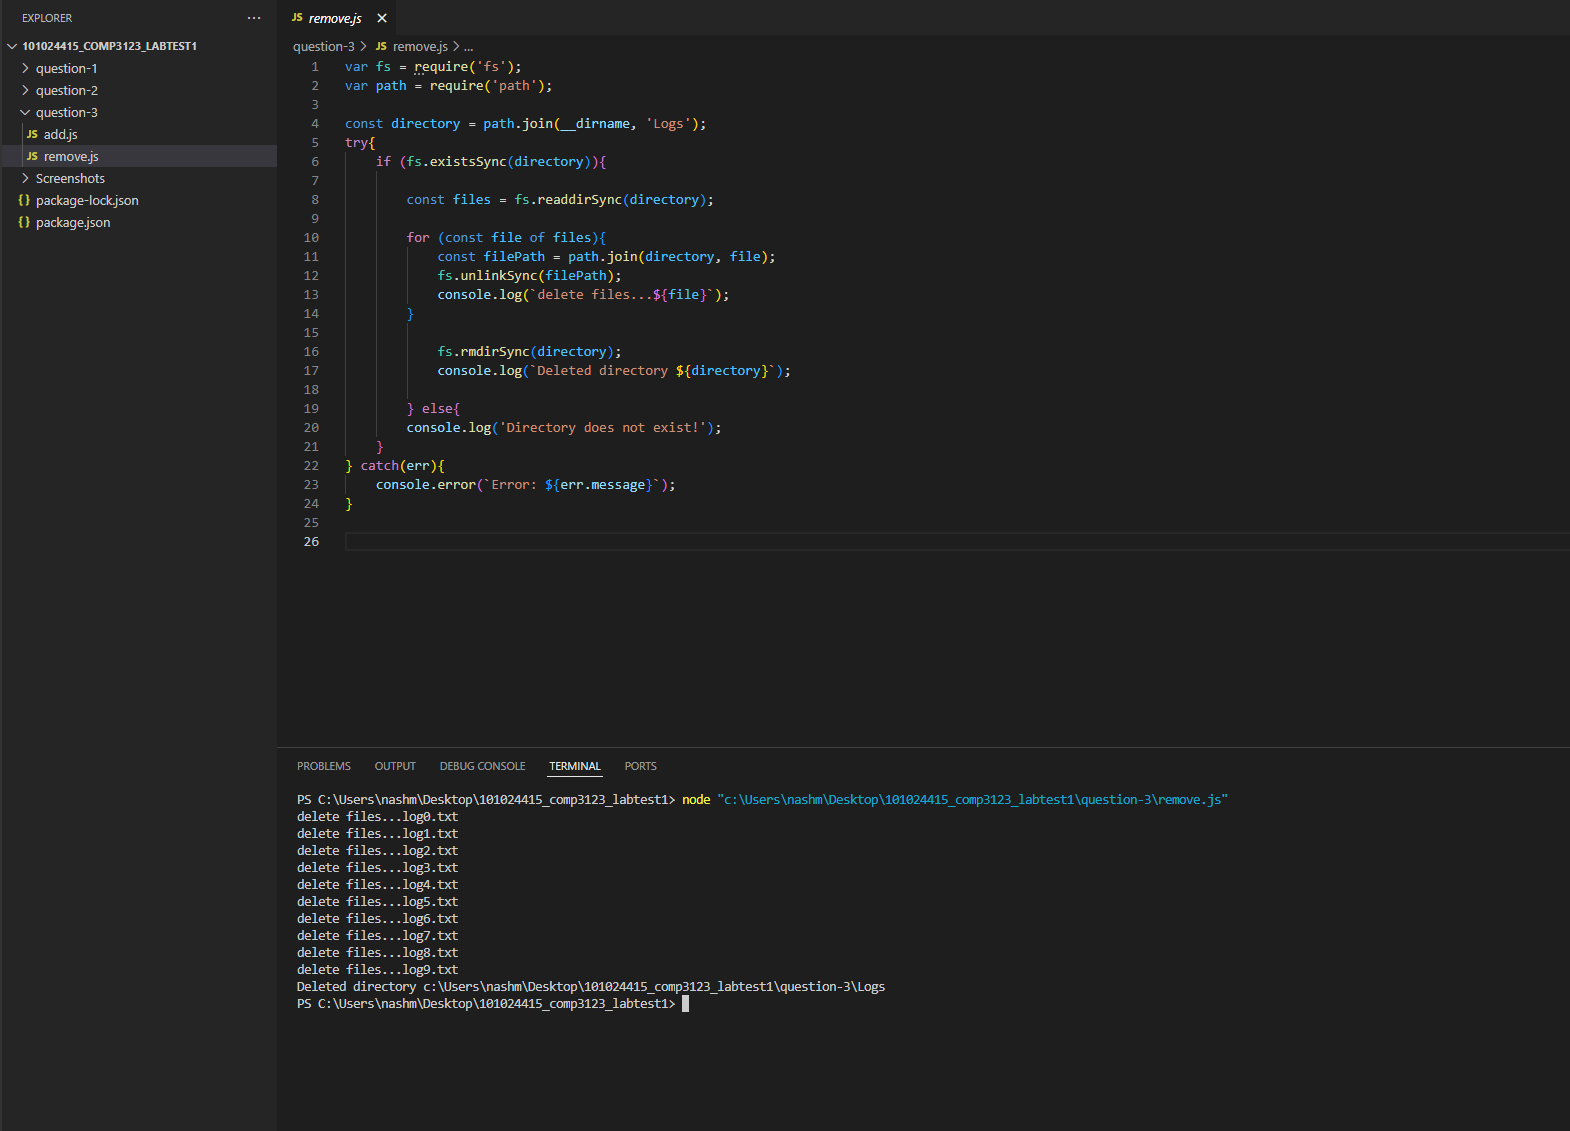 EXPLORER
...
101024415_COMP3123_LABTEST1
question-1
question-2
question-3
JS add.js
JS remove.js
Screenshots
{} package-lock.json
{} package.json
JS remove.js
question-3 > JS remove.js > ...
1 var fs = require('fs');
2 var path = require('path');
3
4 const directory = path.join(__dirname, 'Logs');
5 try{
6 if (fs.existsSync(directory)){
7
8 const files = fs.readdirSync(directory);
9
10 for (const file of files){
11 const filePath = path.join(directory, file);
12 fs.unlinkSync(filePath);
13 console.log(`delete files...${file}`);
14 }
15
16 fs.rmdirSync(directory);
17 console.log(`Deleted directory ${directory}`);
18
19 } else{
20 console.log('Directory does not exist!');
21 }
22 } catch(err){
23 console.error(`Error: ${err.message}`);
24 }
25
26
PROBLEMS OUTPUT DEBUG CONSOLE TERMINAL PORTS
PS C:\Users\nashm\Desktop\101024415_comp3123_labtest1> node "c:\Users\nashm\Desktop\101024415_comp3123_labtest1\question-3\remove.js"
delete files...log0.txt
delete files...log1.txt
delete files...log2.txt
delete files...log3.txt
delete files...log4.txt
delete files...log5.txt
delete files...log6.txt
delete files...log7.txt
delete files...log8.txt
delete files...log9.txt
Deleted directory c:\Users\nashm\Desktop\101024415_comp3123_labtest1\question-3\Logs
PS C:\Users\nashm\Desktop\101024415_comp3123_labtest1>